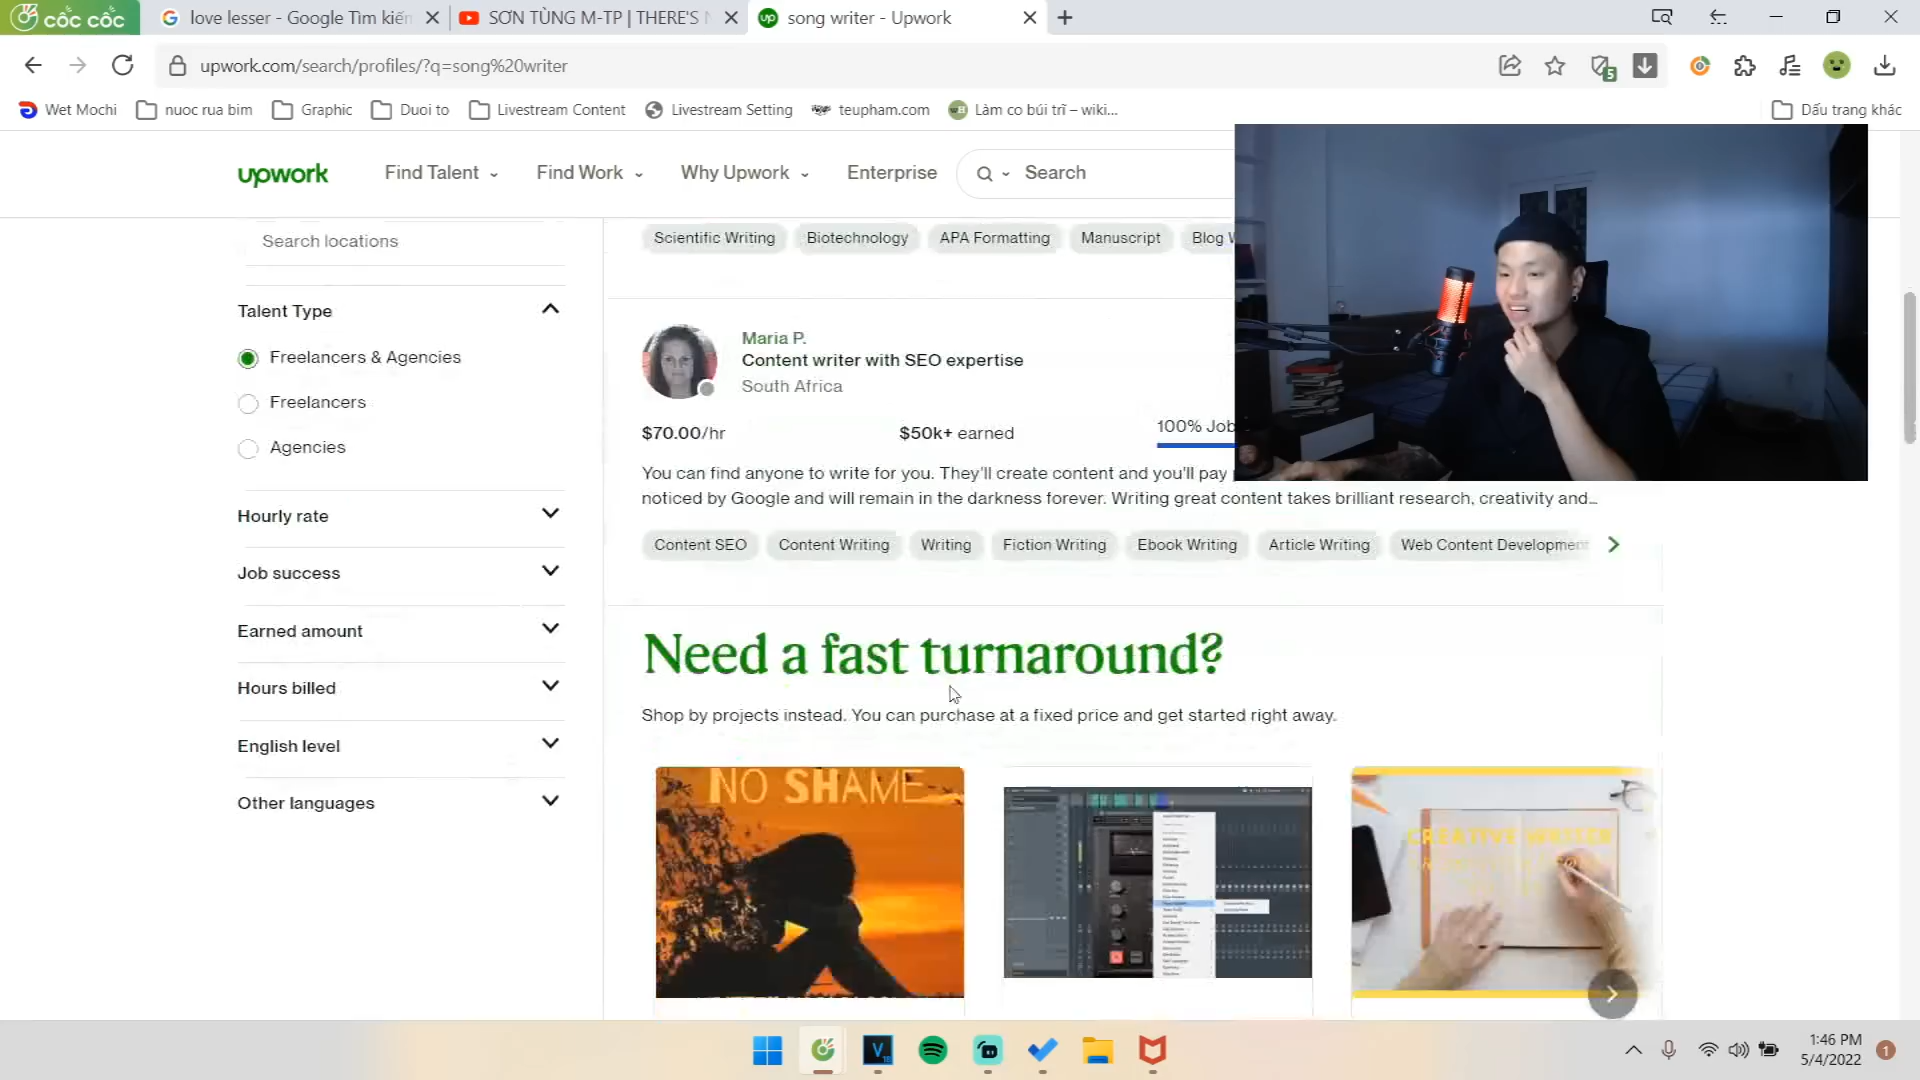 cốc cốc
love lesser - Google Tìm kiếm
SƠN TÙNG M-TP | THERE'S
song writer - Upwork
upwork.com/search/profiles/?q=song%20writer
5
Wet Mochi
nuoc rua bim
Graphic
Duoi to
Livestream Content
Livestream Setting
teupham.com
Làm co búi trĩ – wiki...
Dấu trang khác
upwork
Find Talent
Find Work
Why Upwork
Enterprise
Search
Search locations
Talent Type
Freelancers & Agencies
Freelancers
Agencies
Hourly rate
Job success
Earned amount
Hours billed
English level
Other languages
Scientific Writing
Biotechnology
APA Formatting
Manuscript
Blog
Maria P.
Content writer with SEO expertise
South Africa
$70.00/hr
$50k+ earned
100% Job
You can find anyone to write for you. They'll create content and you'll pay
noticed by Google and will remain in the darkness forever. Writing great content takes brilliant research, creativity and...
Content SEO
Content Writing
Writing
Fiction Writing
Ebook Writing
Article Writing
Web Content Development
Need a fast turnaround?
Shop by projects instead. You can purchase at a fixed price and get started right away.
NO SHAME
CREATIVE WRITER
1:46 PM
5/4/2022
1